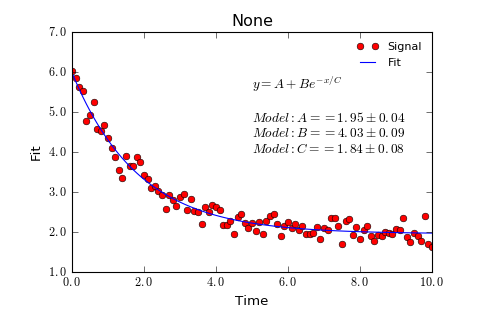 None
7.0
6.0
5.0
4.0
3.0
2.0
1.0
Fit
Signal
Fit
y = A + Be^{-x/C}
Model : A == 1.95 ± 0.04
Model : B == 4.03 ± 0.09
Model : C == 1.84 ± 0.08
0.0 2.0 4.0 6.0 8.0 10.0
Time